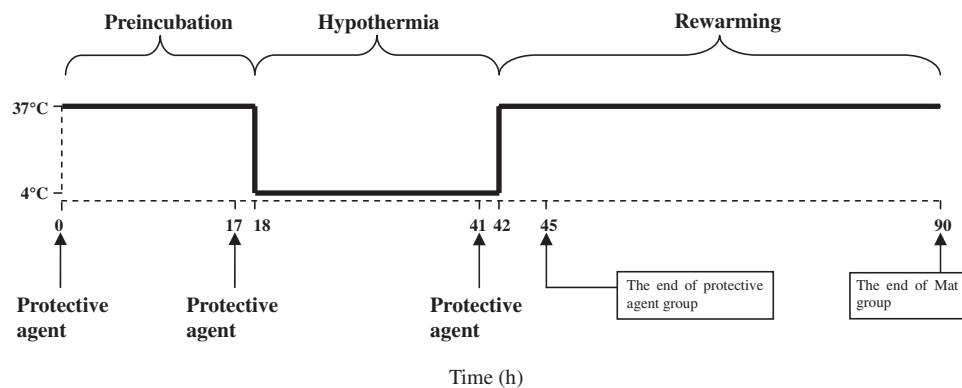 Preincubation Hypothermia Rewarming
37°C
4°C
0 17 18 41 42 45 90
Protective agent
Protective agent
Protective agent
The end of protective agent group
The end of Mat group
Time (h)